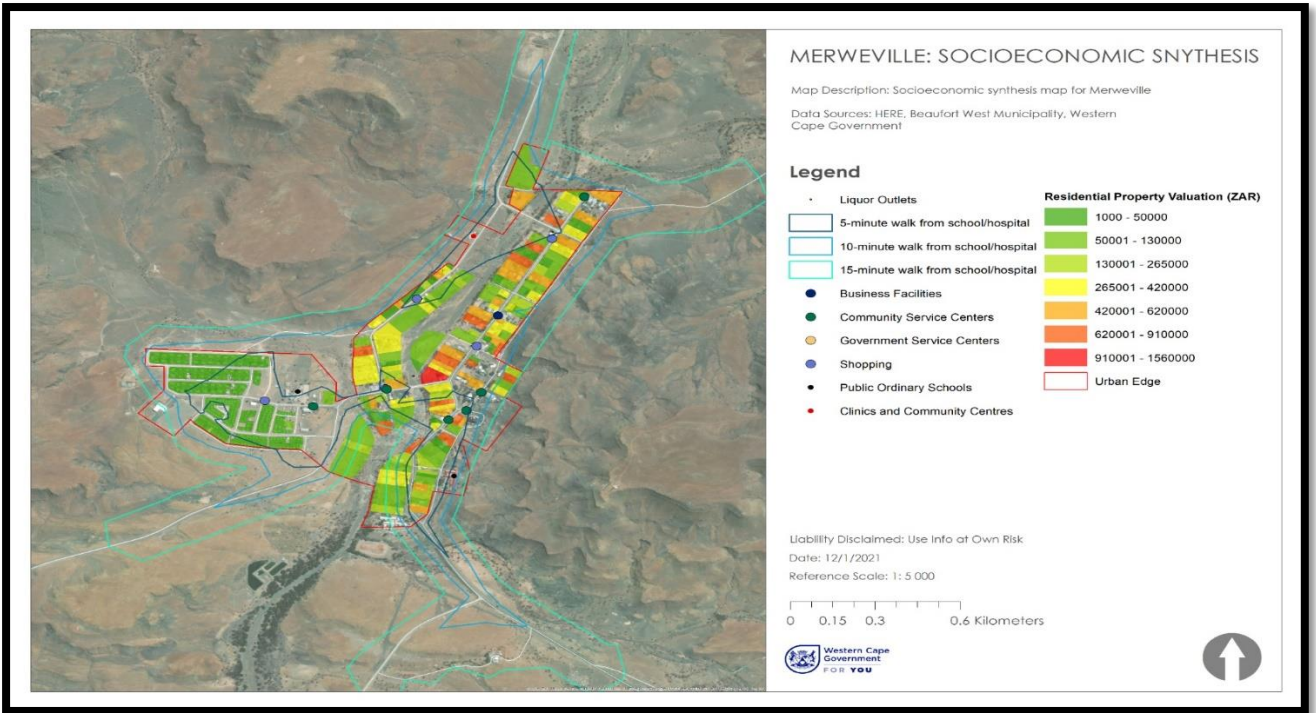 MERWEVILLE: SOCIOECONOMIC SNYTHESIS
Map Description: Socioeconomic synthesis map for Merweville
Data Sources: HERE, Beaufort West Municipality, Western
Cape Government
Legend
Liquor Outlets
5-minute walk from school/hospital
10-minute walk from school/hospital
15-minute walk from school/hospital
Business Facilities
Community Service Centers
Government Service Centers
Shopping
Public Ordinary Schools
Clinics and Community Centres
Residential Property Valuation (ZAR)
1000 - 50000
50001 - 130000
130001 - 265000
265001 - 420000
420001 - 620000
620001 - 910000
910001 - 1560000
Urban Edge
Liability Disclaimed: Use Info at Own Risk
Date: 12/1/2021
Reference Scale: 1: 5 000
0 0.15 0.3 0.6 Kilometers
Western Cape
Government
FOR YOU